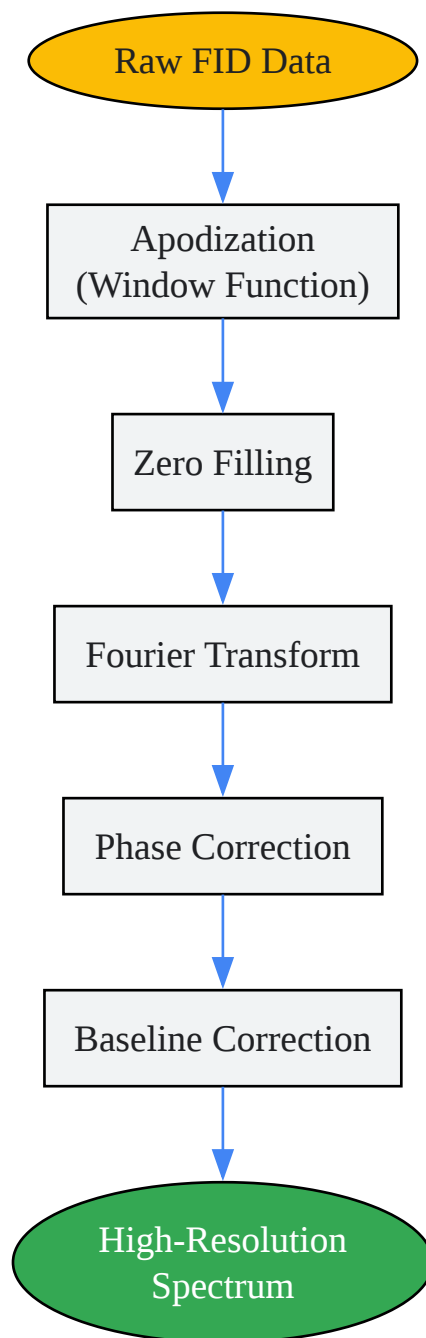 Raw FID Data
Apodization
(Window Function)
Zero Filling
Fourier Transform
Phase Correction
Baseline Correction
High-Resolution
Spectrum